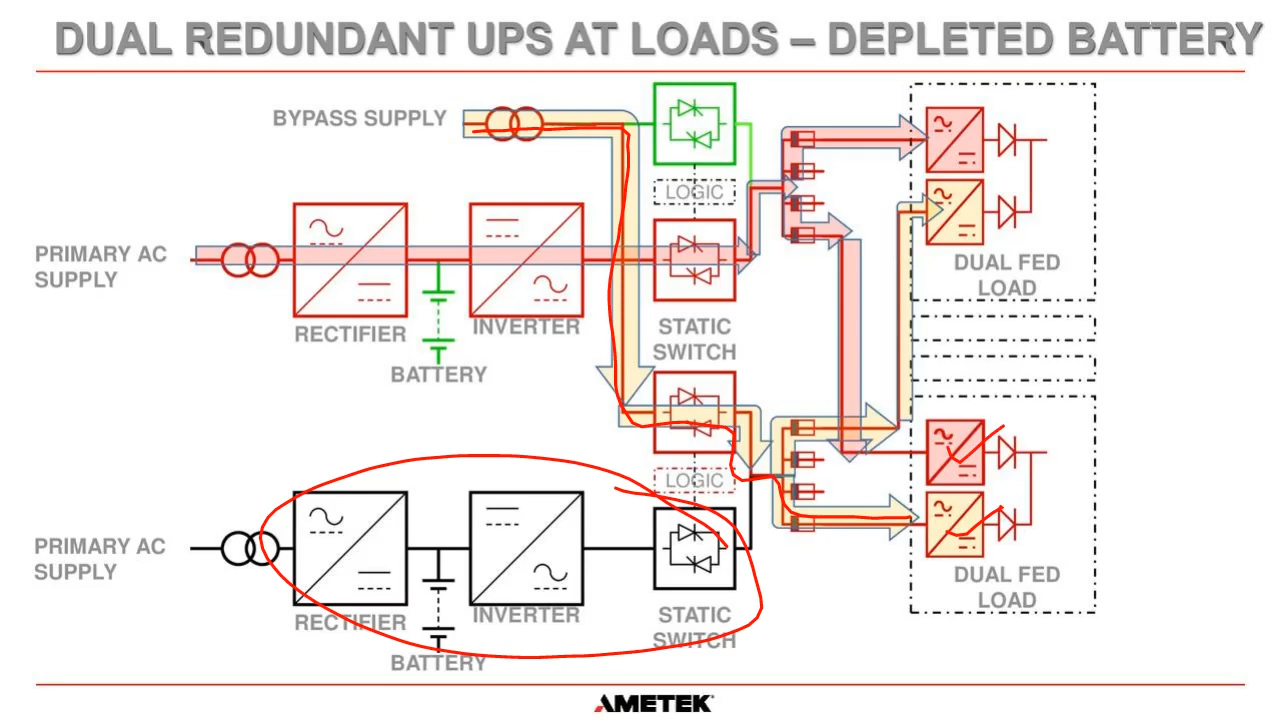 DUAL REDUNDANT UPS AT LOADS – DEPLETED BATTERY
BYPASS SUPPLY
LOGIC
PRIMARY AC
SUPPLY
RECTIFIER
INVERTER
BATTERY
STATIC
SWITCH
DUAL FED
LOAD
LOGIC
PRIMARY AC
SUPPLY
RECTIFIER
INVERTER
BATTERY
STATIC
SWITCH
DUAL FED
LOAD
AMETEK